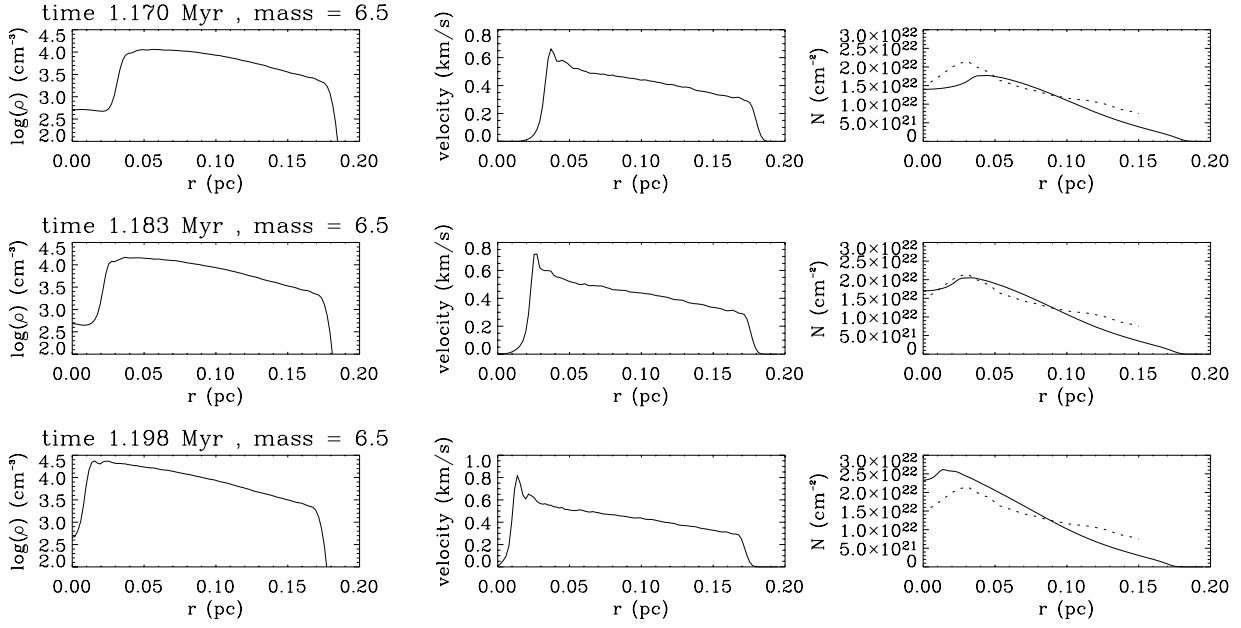 time 1.170 Myr , mass = 6.5
log(ρ) (cm⁻³)
4.5
4.0
3.5
3.0
2.5
2.0
0.00 0.05 0.10 0.15 0.20
r (pc)
velocity (km/s)
0.8
0.6
0.4
0.2
0.0
0.00 0.05 0.10 0.15 0.20
r (pc)
N (cm⁻²)
3.0×10²²
2.5×10²²
2.0×10²²
1.5×10²²
1.0×10²²
5.0×10²¹
0
0.00 0.05 0.10 0.15 0.20
r (pc)
time 1.183 Myr , mass = 6.5
log(ρ) (cm⁻³)
4.5
4.0
3.5
3.0
2.5
2.0
0.00 0.05 0.10 0.15 0.20
r (pc)
velocity (km/s)
0.8
0.6
0.4
0.2
0.0
0.00 0.05 0.10 0.15 0.20
r (pc)
N (cm⁻²)
3.0×10²²
2.5×10²²
2.0×10²²
1.5×10²²
1.0×10²²
5.0×10²¹
0
0.00 0.05 0.10 0.15 0.20
r (pc)
time 1.198 Myr , mass = 6.5
log(ρ) (cm⁻³)
4.5
4.0
3.5
3.0
2.5
2.0
0.00 0.05 0.10 0.15 0.20
r (pc)
velocity (km/s)
1.0
0.8
0.6
0.4
0.2
0.0
0.00 0.05 0.10 0.15 0.20
r (pc)
N (cm⁻²)
3.0×10²²
2.5×10²²
2.0×10²²
1.5×10²²
1.0×10²²
5.0×10²¹
0
0.00 0.05 0.10 0.15 0.20
r (pc)